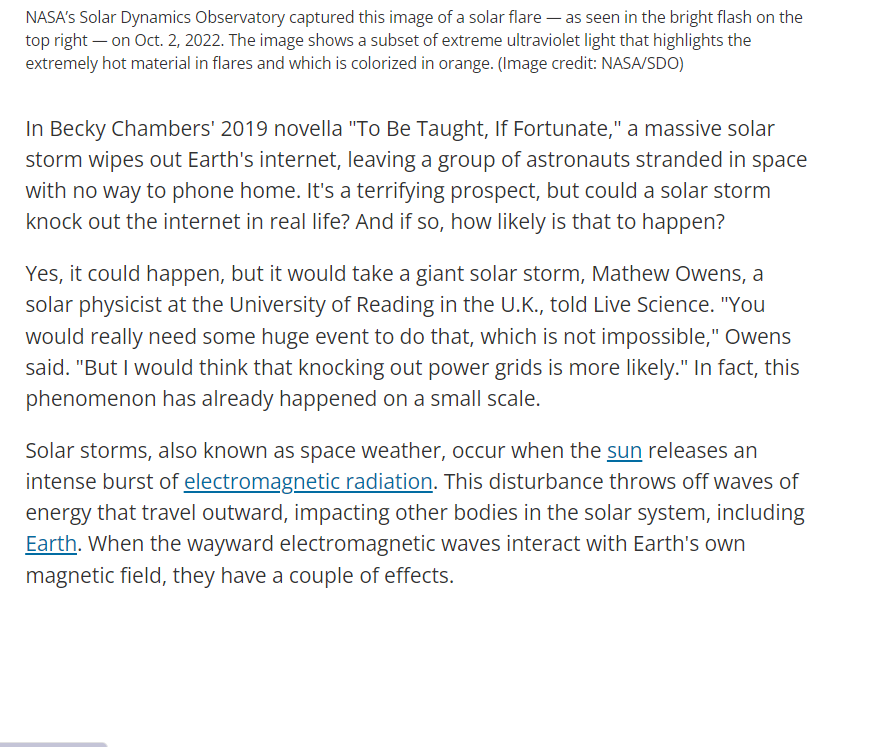 NASA's Solar Dynamics Observatory captured this image of a solar flare — as seen in the bright flash on the
top right — on Oct. 2, 2022. The image shows a subset of extreme ultraviolet light that highlights the
extremely hot material in flares and which is colorized in orange. (Image credit: NASA/SDO)
In Becky Chambers' 2019 novella "To Be Taught, If Fortunate," a massive solar
storm wipes out Earth's internet, leaving a group of astronauts stranded in space
with no way to phone home. It's a terrifying prospect, but could a solar storm
knock out the internet in real life? And if so, how likely is that to happen?
Yes, it could happen, but it would take a giant solar storm, Mathew Owens, a
solar physicist at the University of Reading in the U.K., told Live Science. "You
would really need some huge event to do that, which is not impossible," Owens
said. "But I would think that knocking out power grids is more likely." In fact, this
phenomenon has already happened on a small scale.
Solar storms, also known as space weather, occur when the sun releases an
intense burst of electromagnetic radiation. This disturbance throws off waves of
energy that travel outward, impacting other bodies in the solar system, including
Earth. When the wayward electromagnetic waves interact with Earth's own
magnetic field, they have a couple of effects.